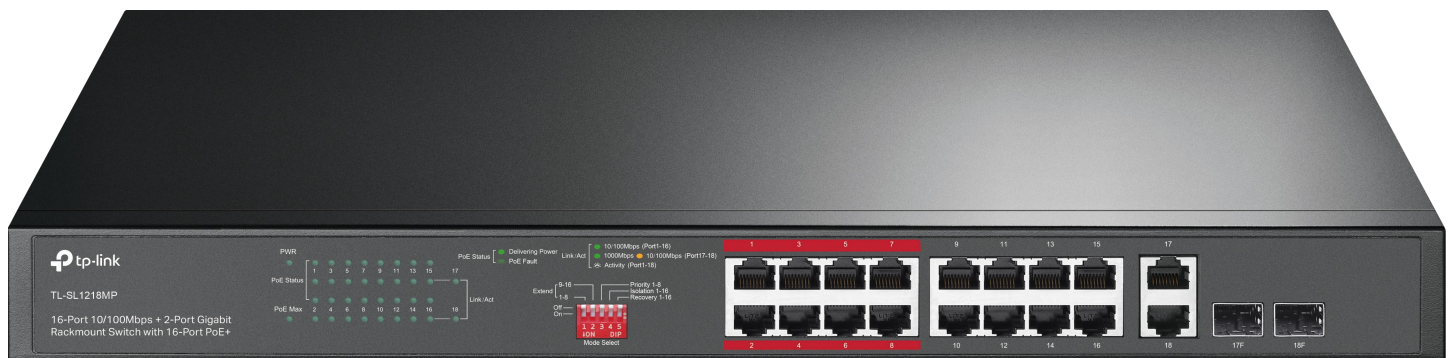 tp-link
TL-SL1218MP
16-Port 10/100Mbps + 2-Port Gigabit
Rackmount Switch with 16-Port PoE+
PWR
1 3 5 7 9 11 13 15 17
PoE Status
Link/Act
PoE Max 2 4 6 8 10 12 14 16 18
PoE Status Delivering Power
PoE Fault
Link/Act 10/100Mbps (Port1-16)
1000Mbps 10/100Mbps (Port17-18)
Activity (Port1-18)
Extend 9-16
1-8
Priority 1-8
Isolation 1-16
Recovery 1-16
Off
On
1 2 3 4 5
ON DIP
Mode Select
1 3 5 7 9 11 13 15 17
2 4 6 8 10 12 14 16 18 17F 18F